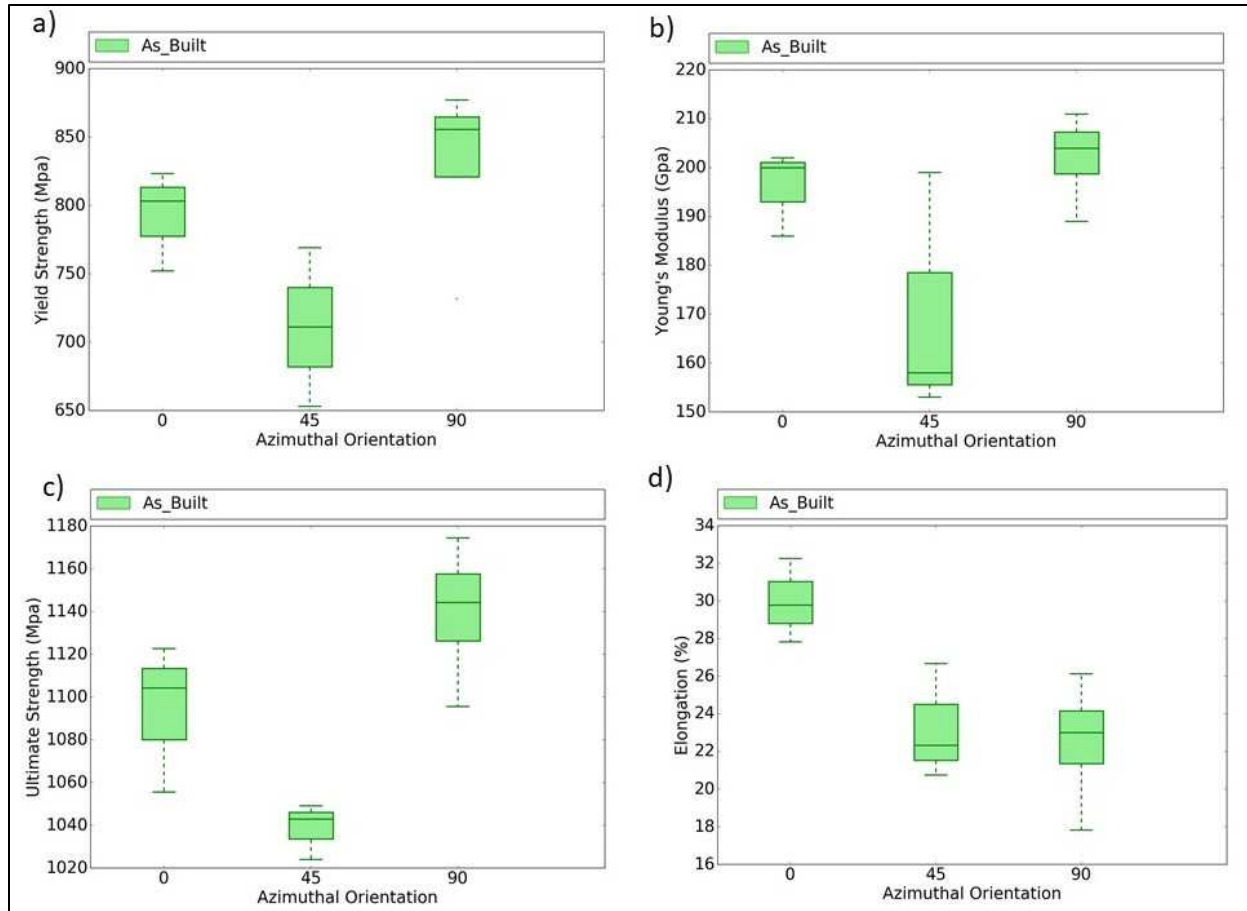 a)
As_Built
900
850
800
750
700
650
Yield Strength (Mpa)
0 45 90
Azimuthal Orientation
b)
As_Built
220
210
200
190
180
170
160
150
Young's Modulus (Gpa)
0 45 90
Azimuthal Orientation
c)
As_Built
1180
1160
1140
1120
1100
1080
1060
1040
1020
Ultimate Strength (Mpa)
0 45 90
Azimuthal Orientation
d)
As_Built
34
32
30
28
26
24
22
20
18
16
Elongation (%)
0 45 90
Azimuthal Orientation